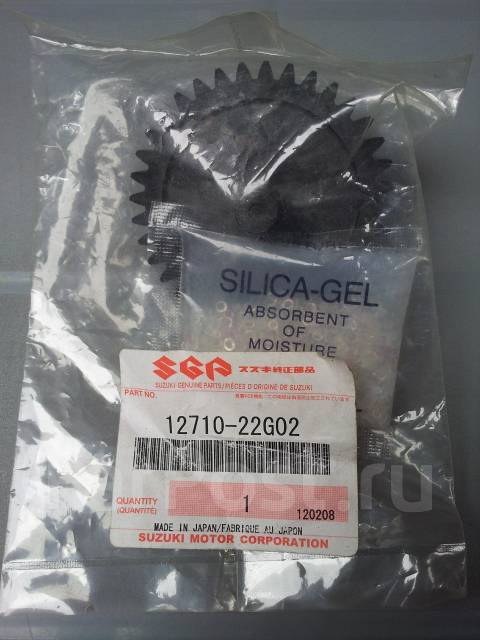 SILICA-GEL
ABSORBENT
OF
MOISTURE
SGP スズキ純正部品
SUZUKI GENUINE PARTS/PIÈCES D'ORIGINE DE SUZUKI
PART NO.
12710-22G02
QUANTITY
(QUANTITÉ)
1
120208
MADE IN JAPAN/FABRIQUE AU JAPON
SUZUKI MOTOR CORPORATION